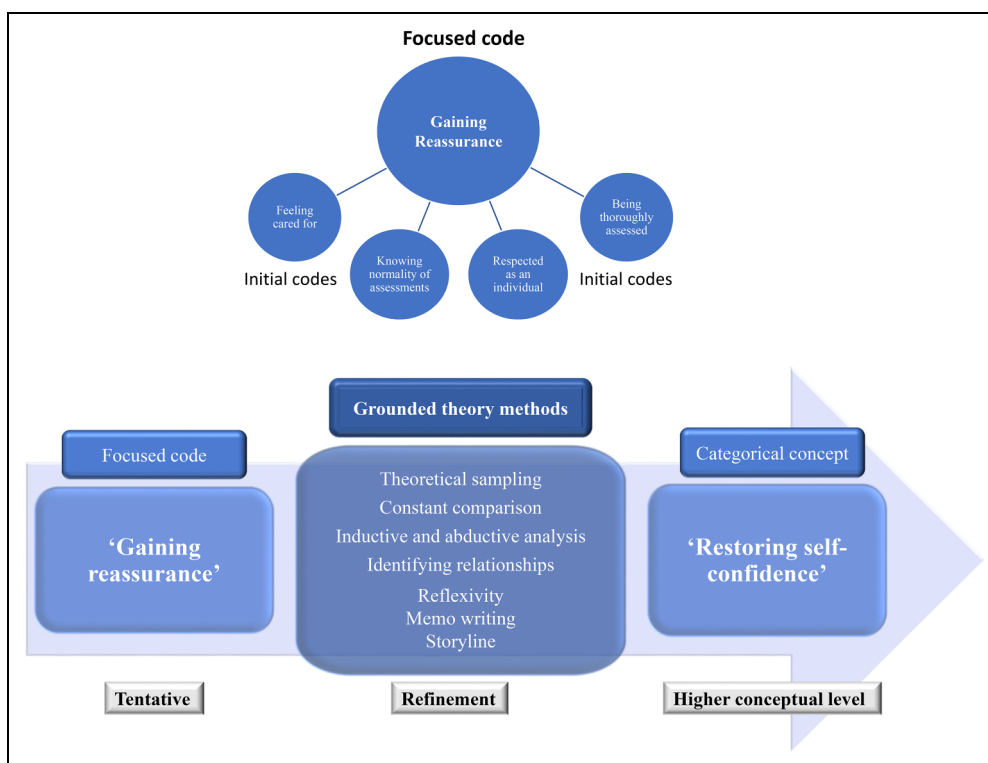 Focused code
Gaining
Reassurance
Feeling
cared for
Being
thoroughly
assessed
Initial codes
Knowing
normality of
assessments
Respected
as an
individual
Initial codes
Grounded theory methods
Focused code
Categorical concept
‘Gaining
reassurance’
Theoretical sampling
Constant comparison
Inductive and abductive analysis
Identifying relationships
Reflexivity
Memo writing
Storyline
‘Restoring self-
confidence’
Tentative
Refinement
Higher conceptual level